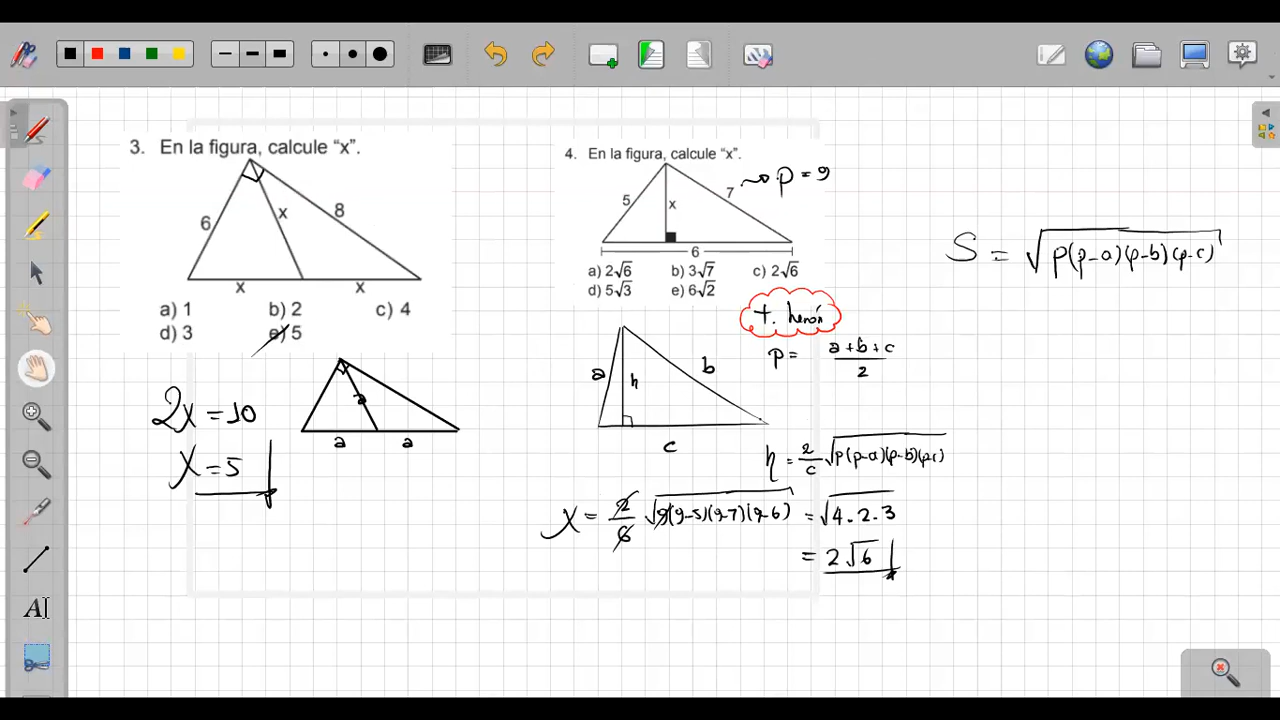 3. En la figura, calcule “x”.
6
x
8
x
x
a) 1
b) 2
c) 4
d) 3
e) 5
2x = 10
x = 5
a
a
a
4. En la figura, calcule “x”.
5
x
7
p = 9
6
a) 2√6
b) 3√7
c) 2√6
d) 5√3
e) 6√2
t. herón
a
h
b
c
p = (a+b+c)/2
h = 2/c √p(p-a)(p-b)(p-c)
x = 2/6 √9(9-5)(9-7)(9-6) = √4.2.3
= 2√6
S = √p(p-a)(p-b)(p-c)
A